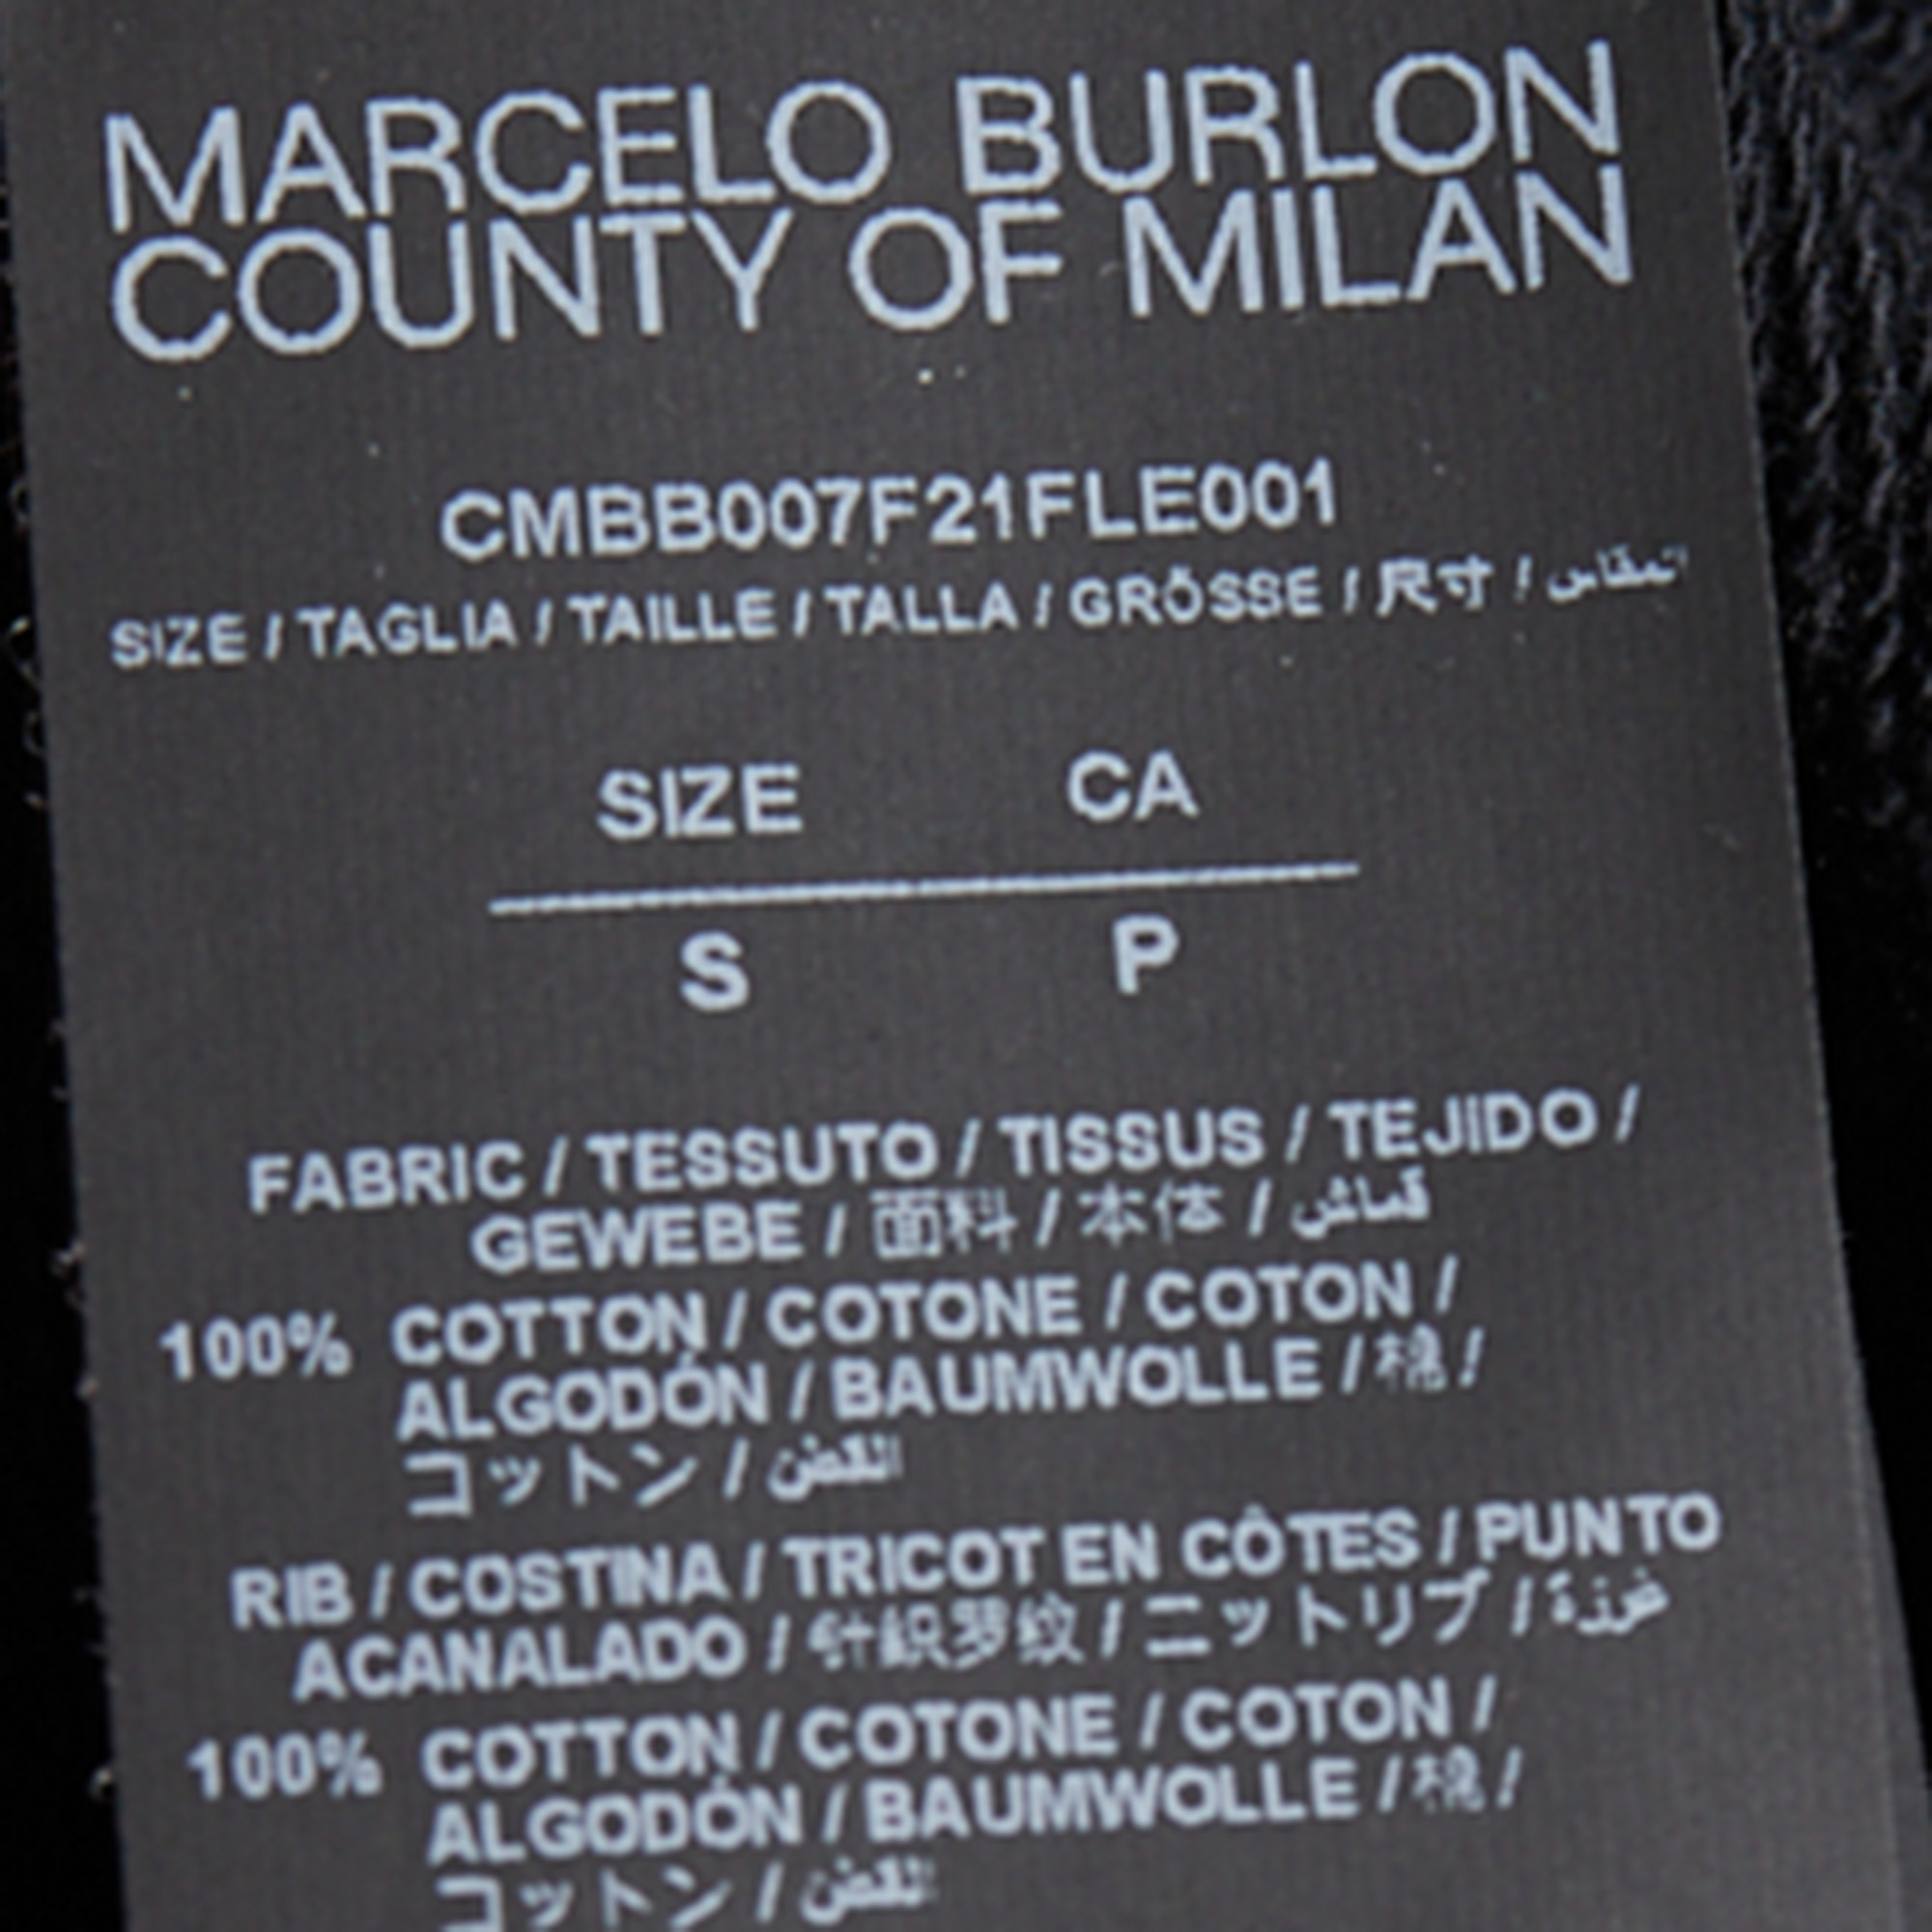 MARCELO BURLON
COUNTY OF MILAN
CMBB007F21FLE001
SIZE / TAGLIA / TAILLE / TALLA / GRÖSSE / 尺寸 / المقاس
SIZE CA
S P
FABRIC / TESSUTO / TISSUS / TEJIDO /
GEWEBE / 面料 / 本体 / قماش
100% COTTON / COTONE / COTON /
ALGODÓN / BAUMWOLLE / 棉 /
コットン / القطن
RIB / COSTINA / TRICOT EN CÔTES / PUNTO
ACANALADO / 针织罗纹 / ニットリブ / غرزة
100% COTTON / COTONE / COTON /
ALGODÓN / BAUMWOLLE / 棉 /
コットン / القطن